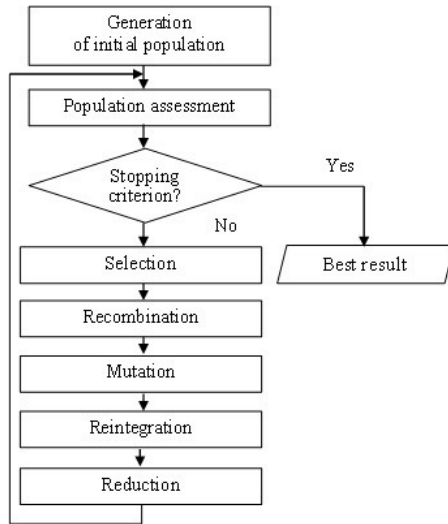 Generation
of initial population
Population assessment
Stopping
criterion?
Yes
No
Selection
Best result
Recombination
Mutation
Reintegration
Reduction